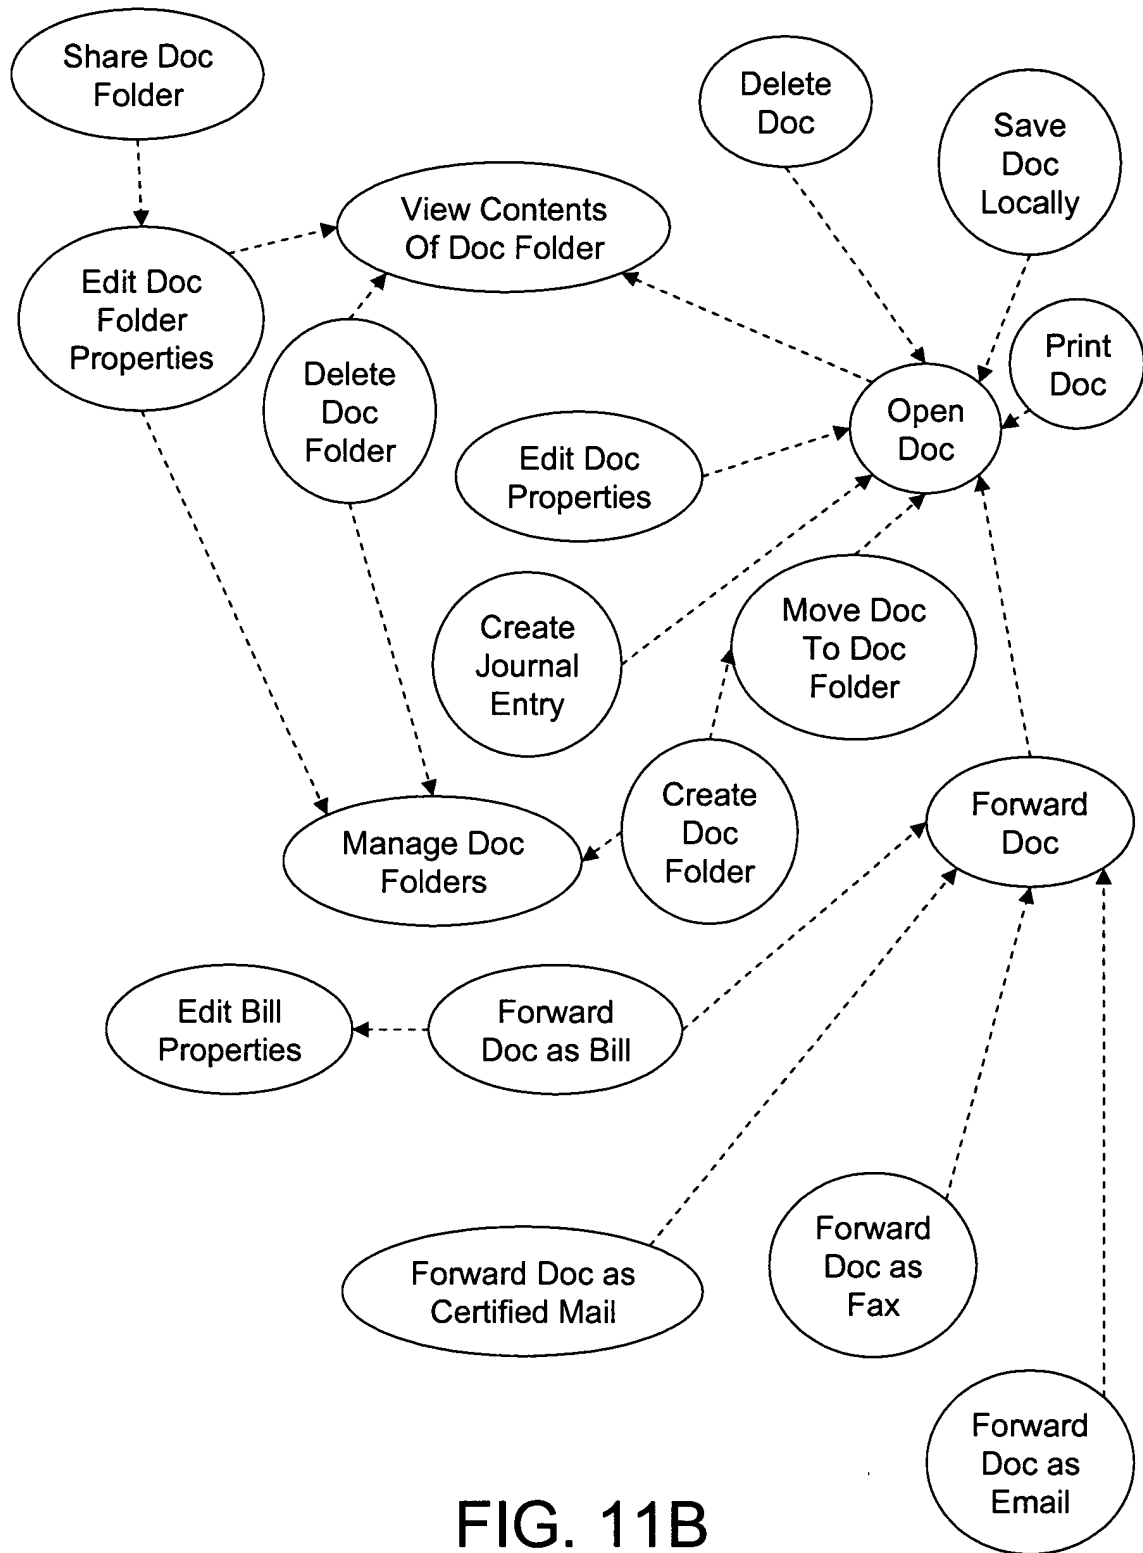 Share Doc
Folder
Delete
Doc
Save
Doc
Locally
View Contents
Of Doc Folder
Edit Doc
Folder
Properties
Print
Doc
Delete
Doc
Folder
Open
Doc
Edit Doc
Properties
Create
Journal
Entry
Move Doc
To Doc
Folder
Create
Doc
Folder
Forward
Doc
Manage Doc
Folders
Edit Bill
Properties
Forward
Doc as Bill
Forward Doc as
Certified Mail
Forward
Doc as
Fax
Forward
Doc as
Email
FIG. 11B